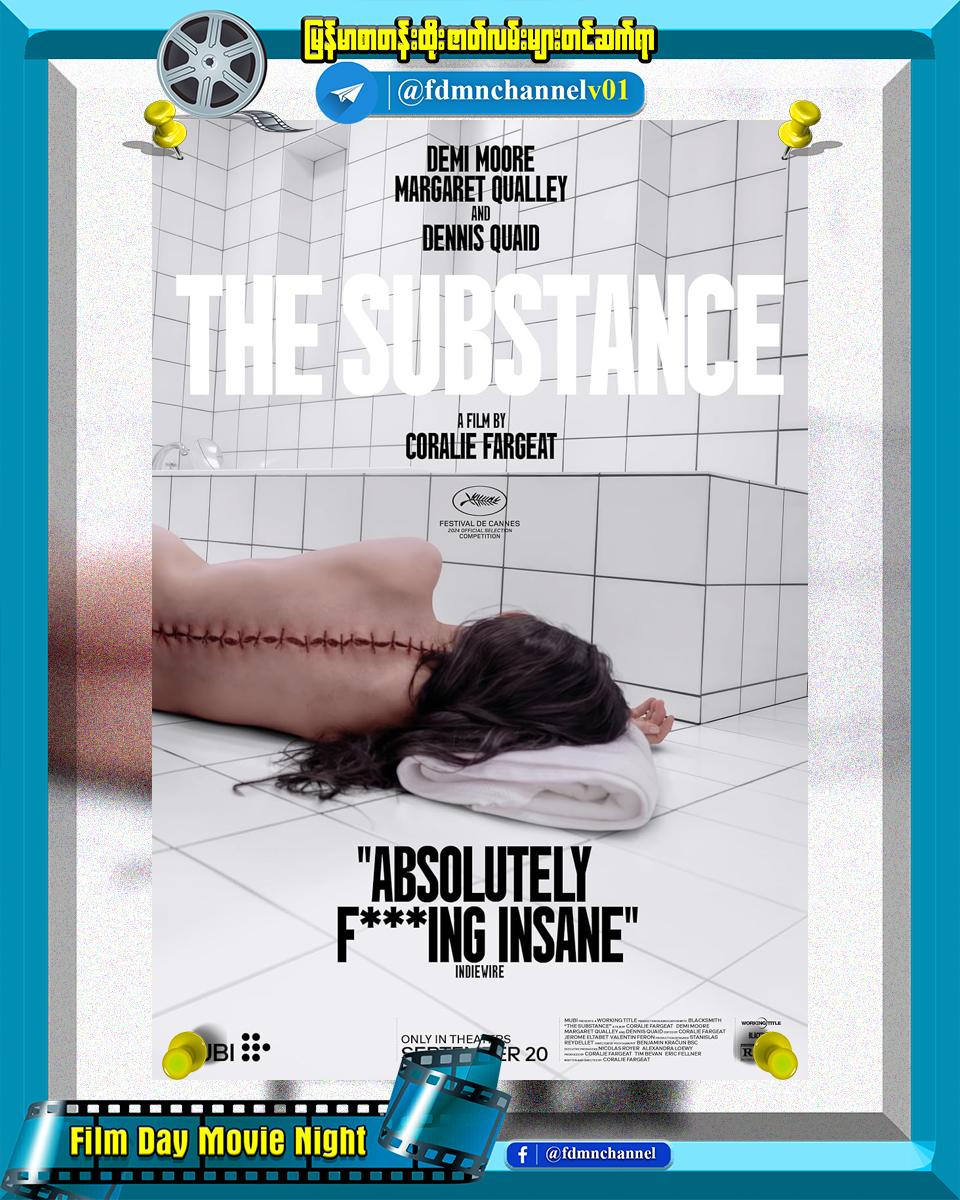 မြန်မာစာတန်းထိုးဇာတ်လမ်းများတင်ဆက်ရာ
@fdmnchannelv01
DEMI MOORE
MARGARET QUALLEY
AND
DENNIS QUAID
THE SUBSTANCE
A FILM BY
CORALIE FARGEAT
FESTIVAL DE CANNES
2024 OFFICIAL SELECTION
COMPETITION
"ABSOLUTELY
F***ING INSANE"
INDIEWIRE
ONLY IN THEATERS
20
Film Day Movie Night
@fdmnchannel